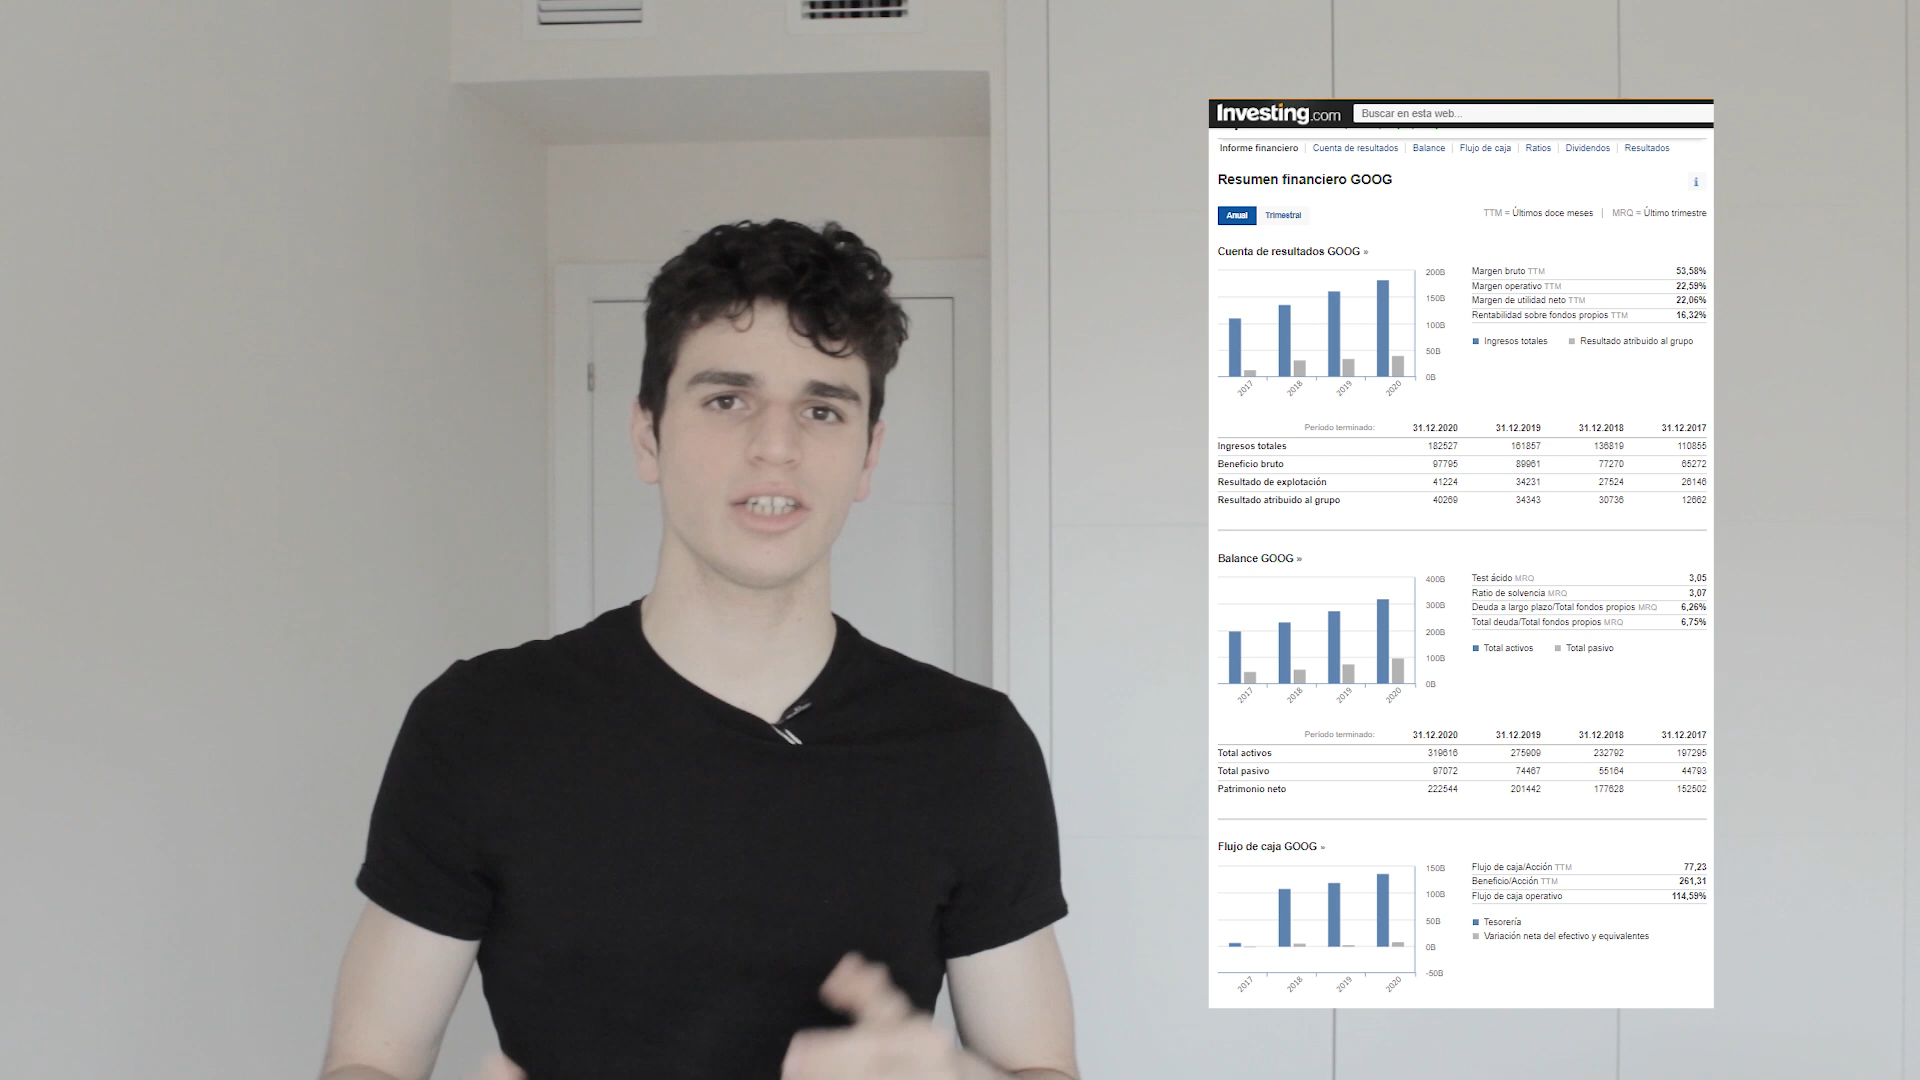 Investing.com Buscar en esta web...
Informe financiero Cuenta de resultados Balance Flujo de caja Ratios Dividendos Resultados
Resumen financiero GOOG
Anual Trimestral TTM = Últimos doce meses MRQ = Último trimestre
Cuenta de resultados GOOG »
200B
150B
100B
50B
0B
2017 2018 2019 2020
Margen bruto TTM 53,58%
Margen operativo TTM 22,59%
Margen de utilidad neto TTM 22,06%
Rentabilidad sobre fondos propios TTM 16,32%
Ingresos totales Resultado atribuido al grupo
Período terminado: 31.12.2020 31.12.2019 31.12.2018 31.12.2017
Ingresos totales 182527 161857 136819 110855
Beneficio bruto 97795 89961 77270 65272
Resultado de explotación 41224 34231 27524 26146
Resultado atribuido al grupo 40269 34343 30736 12662
Balance GOOG »
400B
300B
200B
100B
0B
2017 2018 2019 2020
Test ácido MRQ 3,05
Ratio de solvencia MRQ 3,07
Deuda a largo plazo/Total fondos propios MRQ 6,26%
Total deuda/Total fondos propios MRQ 6,75%
Total activos Total pasivo
Período terminado: 31.12.2020 31.12.2019 31.12.2018 31.12.2017
Total activos 319616 275909 232792 197295
Total pasivo 97072 74467 55164 44793
Patrimonio neto 222544 201442 177628 152502
Flujo de caja GOOG »
150B
100B
50B
0B
-50B
2017 2018 2019 2020
Flujo de caja/Acción TTM 77,23
Beneficio/Acción TTM 261,31
Flujo de caja operativo 114,59%
Tesorería
Variación neta del efectivo y equivalentes